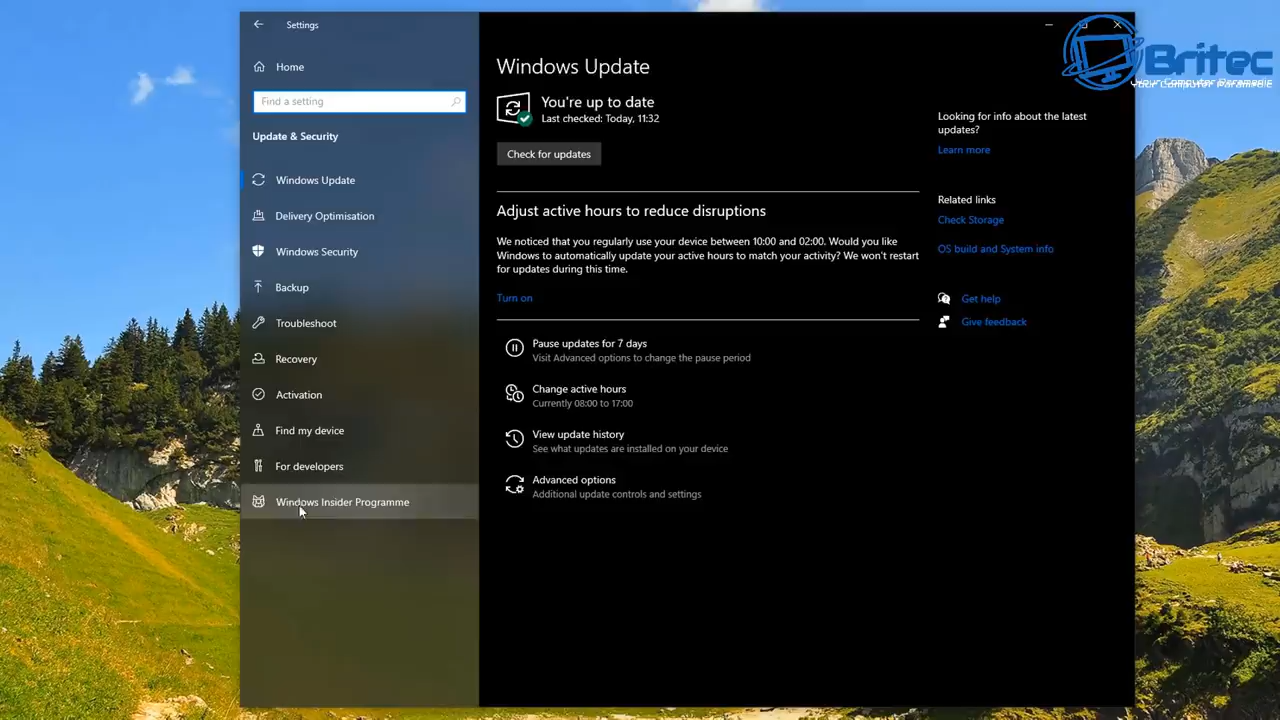 Settings
Britec
Your Computer Paramedic
Home
Find a setting
Update & Security
Windows Update
Delivery Optimisation
Windows Security
Backup
Troubleshoot
Recovery
Activation
Find my device
For developers
Windows Insider Programme
Windows Update
You're up to date
Last checked: Today, 11:32
Check for updates
Adjust active hours to reduce disruptions
We noticed that you regularly use your device between 10:00 and 02:00. Would you like
Windows to automatically update your active hours to match your activity? We won't restart
for updates during this time.
Turn on
Pause updates for 7 days
Visit Advanced options to change the pause period
Change active hours
Currently 08:00 to 17:00
View update history
See what updates are installed on your device
Advanced options
Additional update controls and settings
Looking for info about the latest
updates?
Learn more
Related links
Check Storage
OS build and System info
Get help
Give feedback